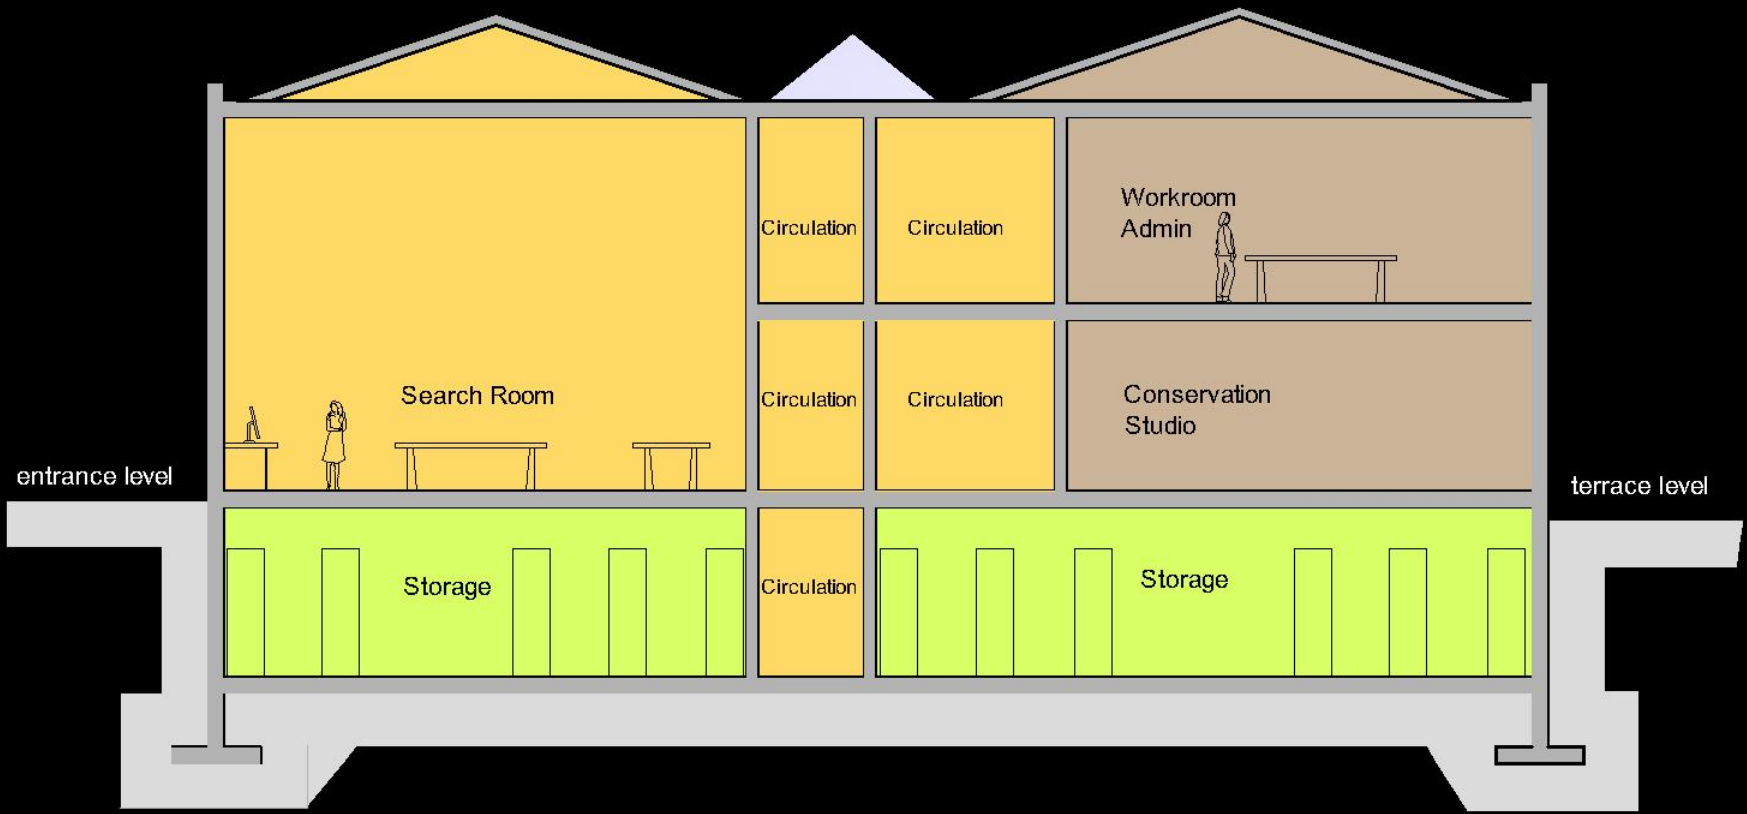 Workroom
Admin
Circulation
Circulation
Search Room
Circulation
Circulation
Conservation
Studio
entrance level
terrace level
Storage
Circulation
Storage